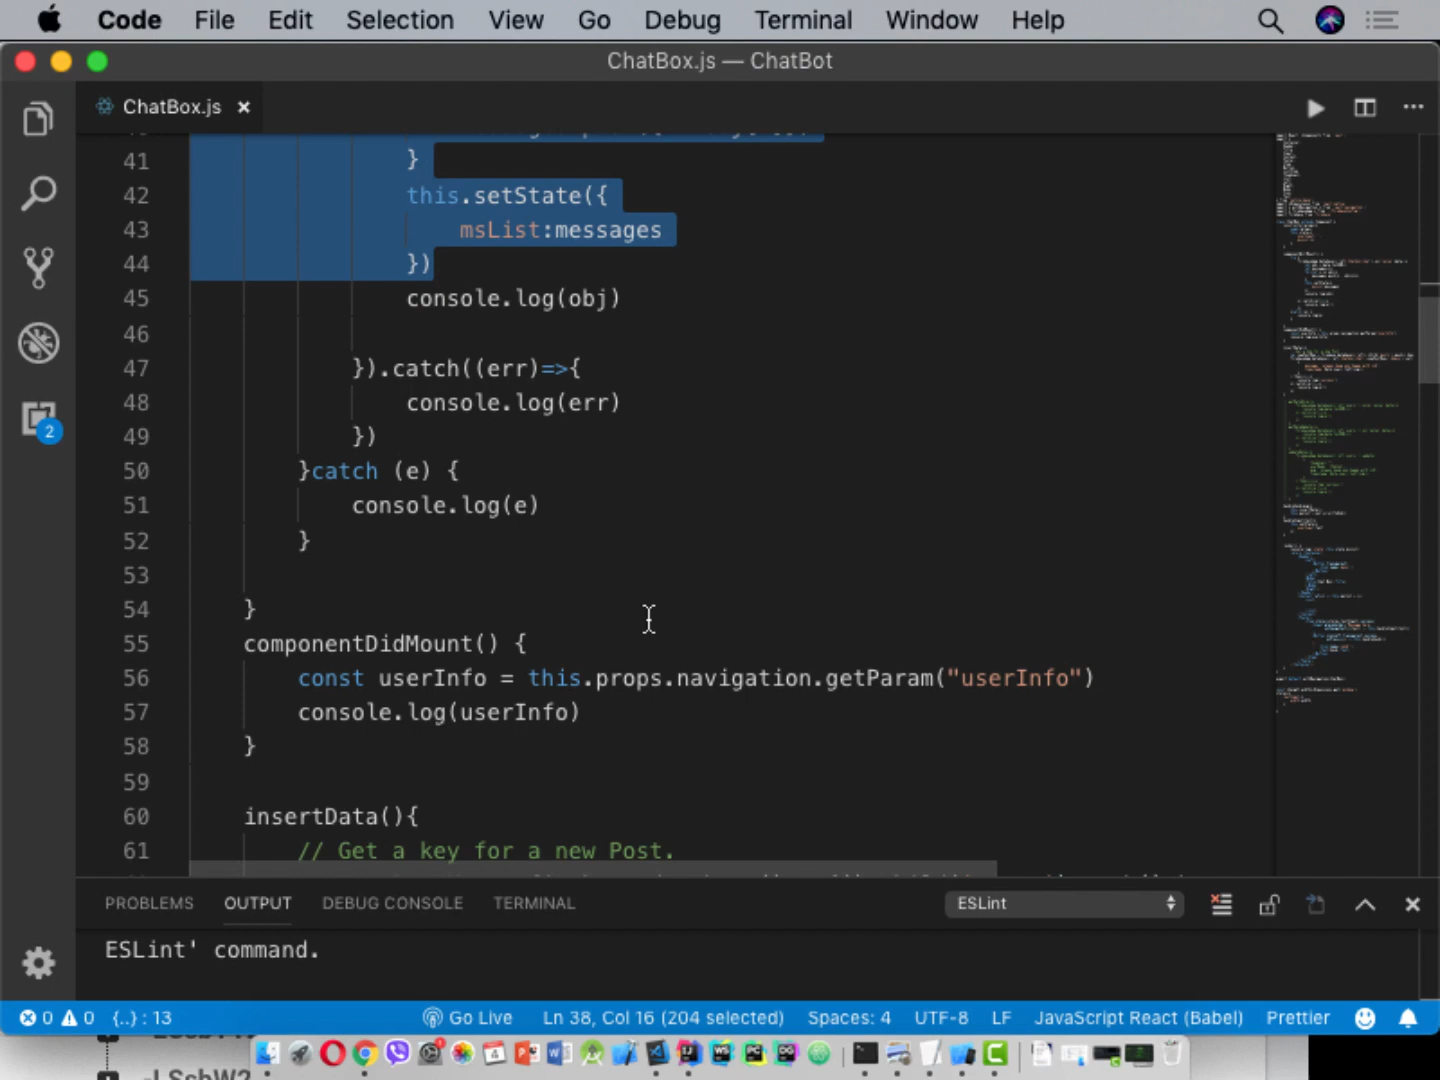 Code File Edit Selection View Go Debug Terminal Window Help
ChatBox.js — ChatBot
ChatBox.js ×
41 }
42 this.setState({
43 msList:messages
44 })
45 console.log(obj)
46
47 }).catch((err)=>{
48 console.log(err)
49 })
50 }catch (e) {
51 console.log(e)
52 }
53
54 }
55 componentDidMount() {
56 const userInfo = this.props.navigation.getParam("userInfo")
57 console.log(userInfo)
58 }
59
60 insertData(){
61 // Get a key for a new Post.
2
PROBLEMS OUTPUT DEBUG CONSOLE TERMINAL ESLint
ESLint' command.
0 0 {..} : 13 Go Live Ln 38, Col 16 (204 selected) Spaces: 4 UTF-8 LF JavaScript React (Babel) Prettier